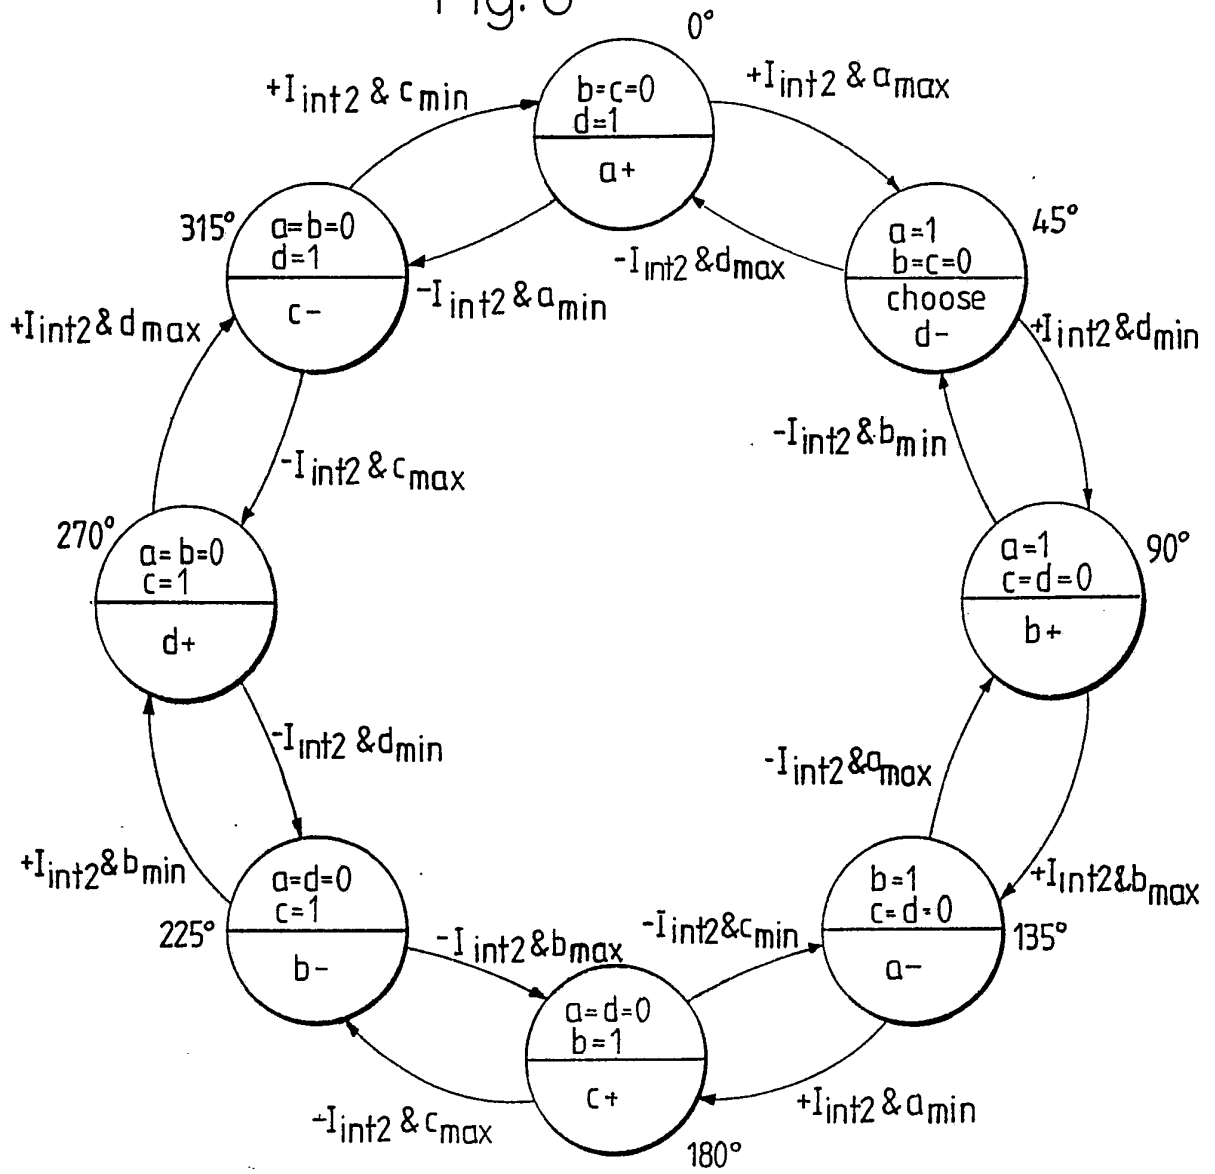 Fig. 6
0°
b=c=0
d=1
a+
+Iint2 & cmin
+Iint2 & amax
315°
a=b=0
d=1
c-
45°
a=1
b=c=0
choose
d-
-Iint2 &dmax
-Iint2 & amin
+Iint2 & dmax
+Iint2 &dmin
-Iint2 & cmax
-Iint2 &bmin
270°
a=b=0
c=1
d+
90°
a=1
c=d=0
b+
-Iint2 &dmin
-Iint2 &amax
+Iint2 &bmin
+Iint2 &bmax
225°
a=d=0
c=1
b-
135°
b=1
c=d=0
a-
-Iint2 &bmax
-Iint2 &cmin
a=d=0
b=1
c+
180°
-Iint2 & cmax
+Iint2 & amin